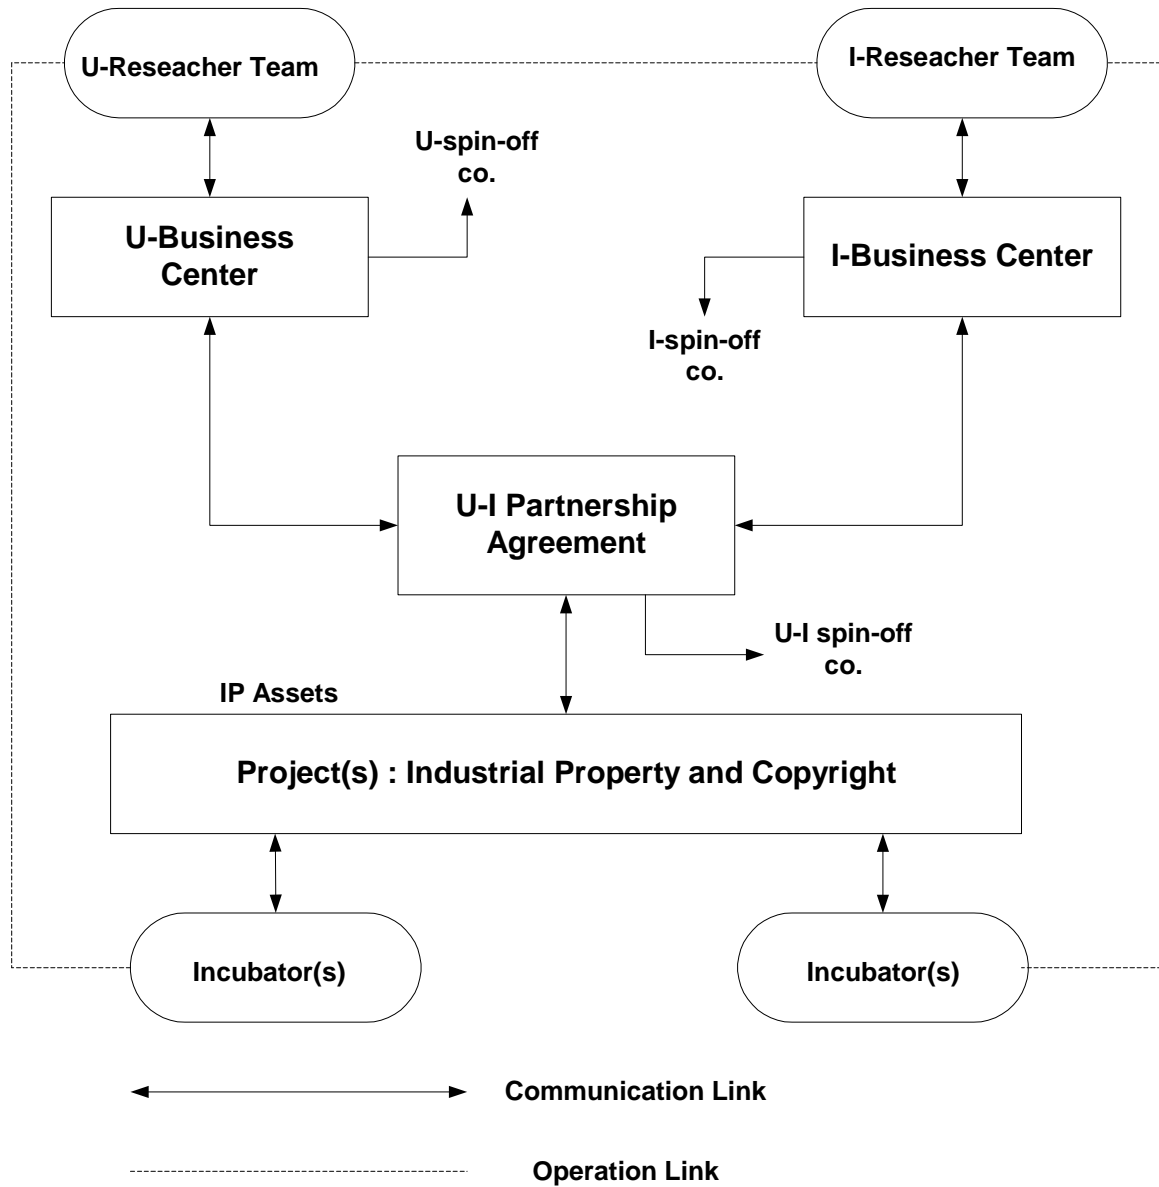 U-Reseacher Team
I-Reseacher Team
U-spin-off
co.
U-Business
Center
I-Business Center
I-spin-off
co.
U-I Partnership
Agreement
U-I spin-off
co.
IP Assets
Project(s) : Industrial Property and Copyright
Incubator(s)
Incubator(s)
Communication Link
Operation Link